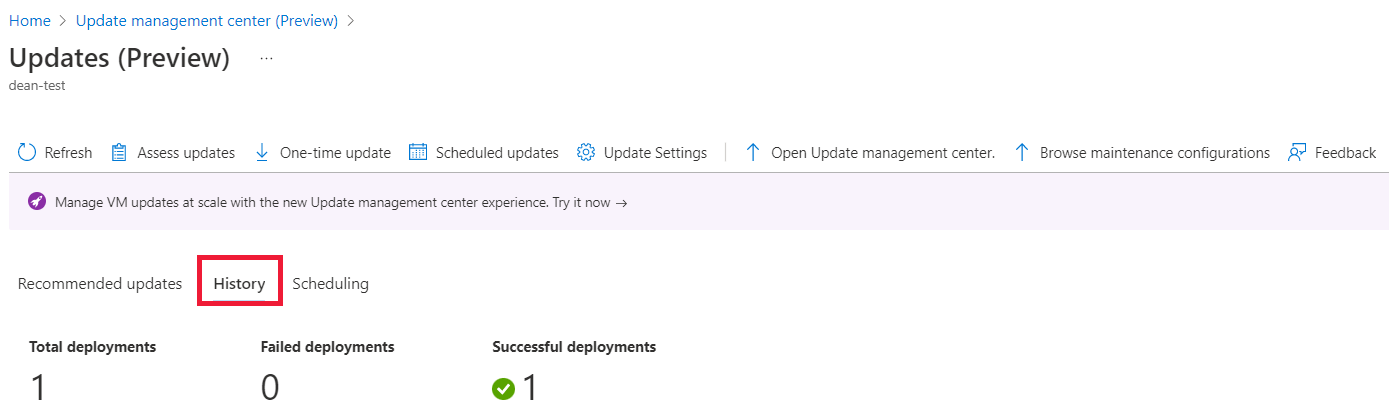 Home > Update management center (Preview) >
Updates (Preview) ...
dean-test
Refresh Assess updates One-time update Scheduled updates Update Settings Open Update management center. Browse maintenance configurations Feedback
Manage VM updates at scale with the new Update management center experience. Try it now →
Recommended updates History Scheduling
Total deployments Failed deployments Successful deployments
1 0 1